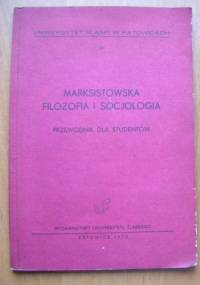 UNIWERSYTET ŚLĄSKI W KATOWICACH
MARKSISTOWSKA
FILOZOFIA I SOCJOLOGIA
PRZEWODNIK DLA STUDENTÓW
WYDAWNICTWO UNIWERSYTETU ŚLĄSKIEGO
KATOWICE